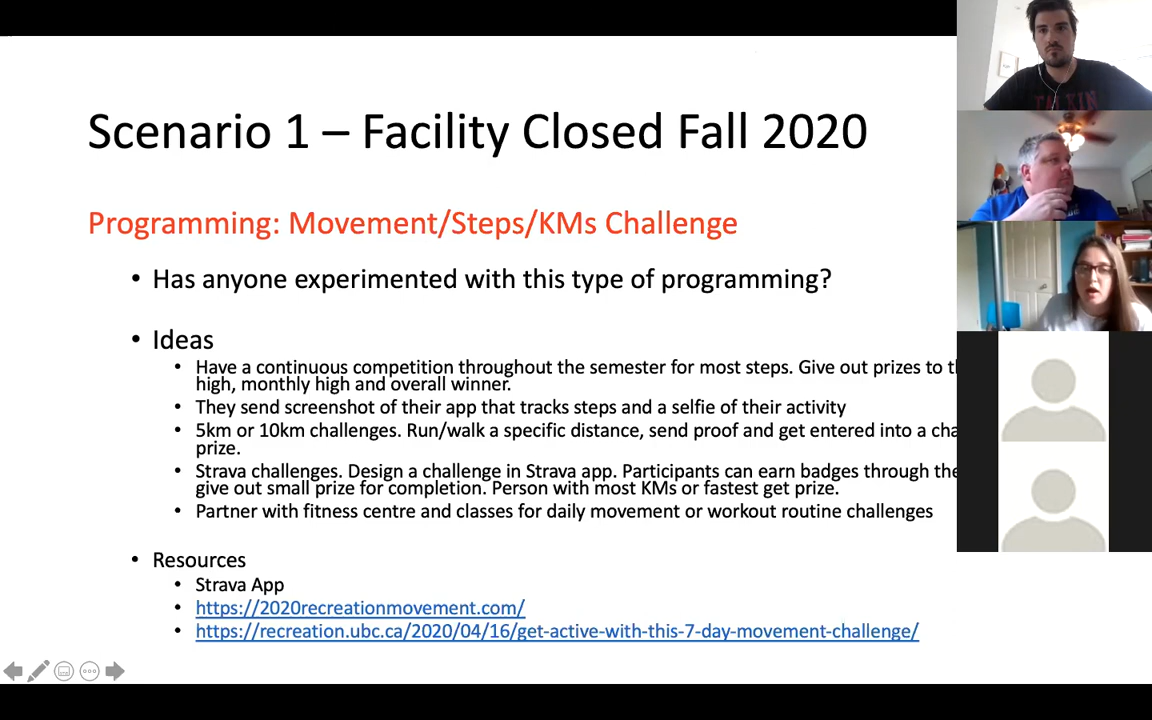 Scenario 1 – Facility Closed Fall 2020
Programming: Movement/Steps/KMs Challenge
• Has anyone experimented with this type of programming?
• Ideas
• Have a continuous competition throughout the semester for most steps. Give out prizes to
high, monthly high and overall winner.
• They send screenshot of their app that tracks steps and a selfie of their activity
• 5km or 10km challenges. Run/walk a specific distance, send proof and get entered into a
prize.
• Strava challenges. Design a challenge in Strava app. Participants can earn badges through
give out small prize for completion. Person with most KMs or fastest get prize.
• Partner with fitness centre and classes for daily movement or workout routine challenges
• Resources
• Strava App
• https://2020recreationmovement.com/
• https://recreation.ubc.ca/2020/04/16/get-active-with-this-7-day-movement-challenge/